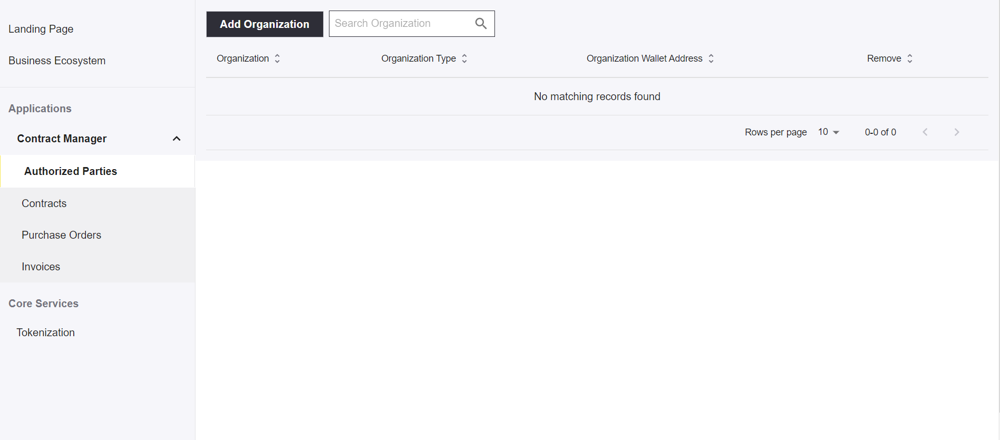 Landing Page
Business Ecosystem
Applications
Contract Manager
Authorized Parties
Contracts
Purchase Orders
Invoices
Core Services
Tokenization
Add Organization
Search Organization
Organization Organization Type Organization Wallet Address Remove
No matching records found
Rows per page 10 0-0 of 0